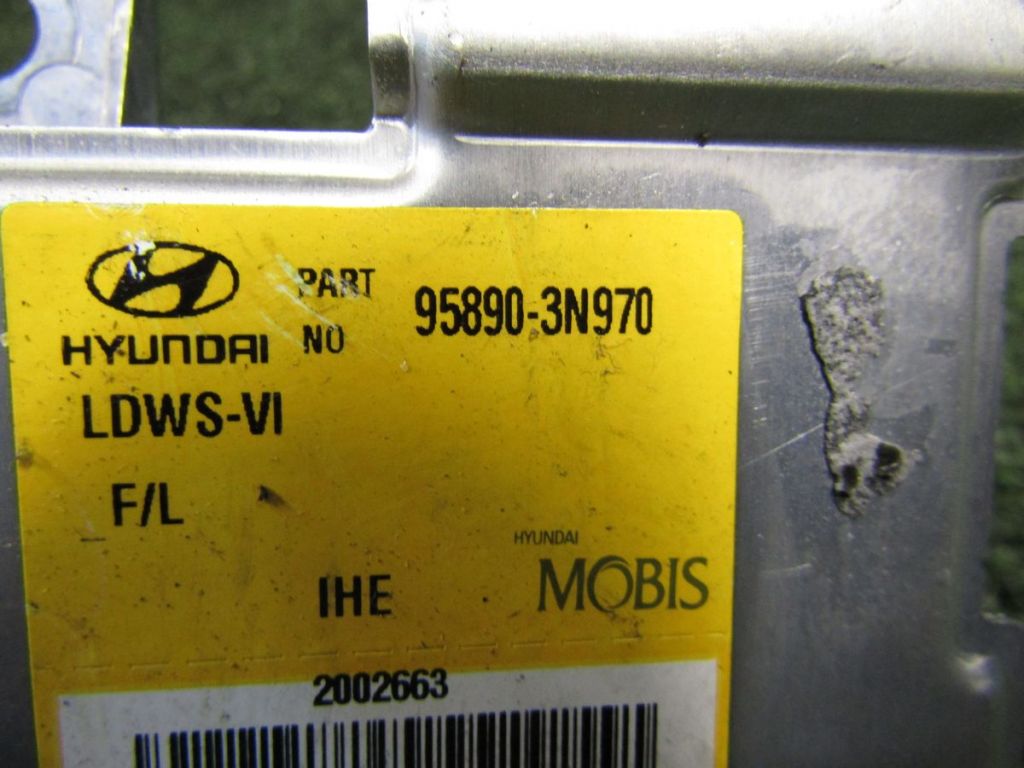 PART
NO
95890-3N970
HYUNDAI
LDWS-VI
F/L
HYUNDAI
MOBIS
IHE
2002663